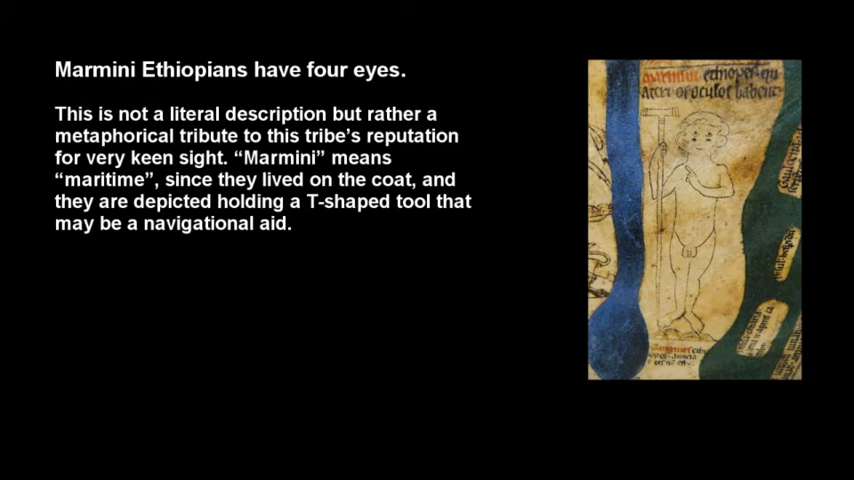 Marmini Ethiopians have four eyes.
This is not a literal description but rather a
metaphorical tribute to this tribe’s reputation
for very keen sight. “Marmini” means
“maritime”, since they lived on the coat, and
they are depicted holding a T-shaped tool that
may be a navigational aid.